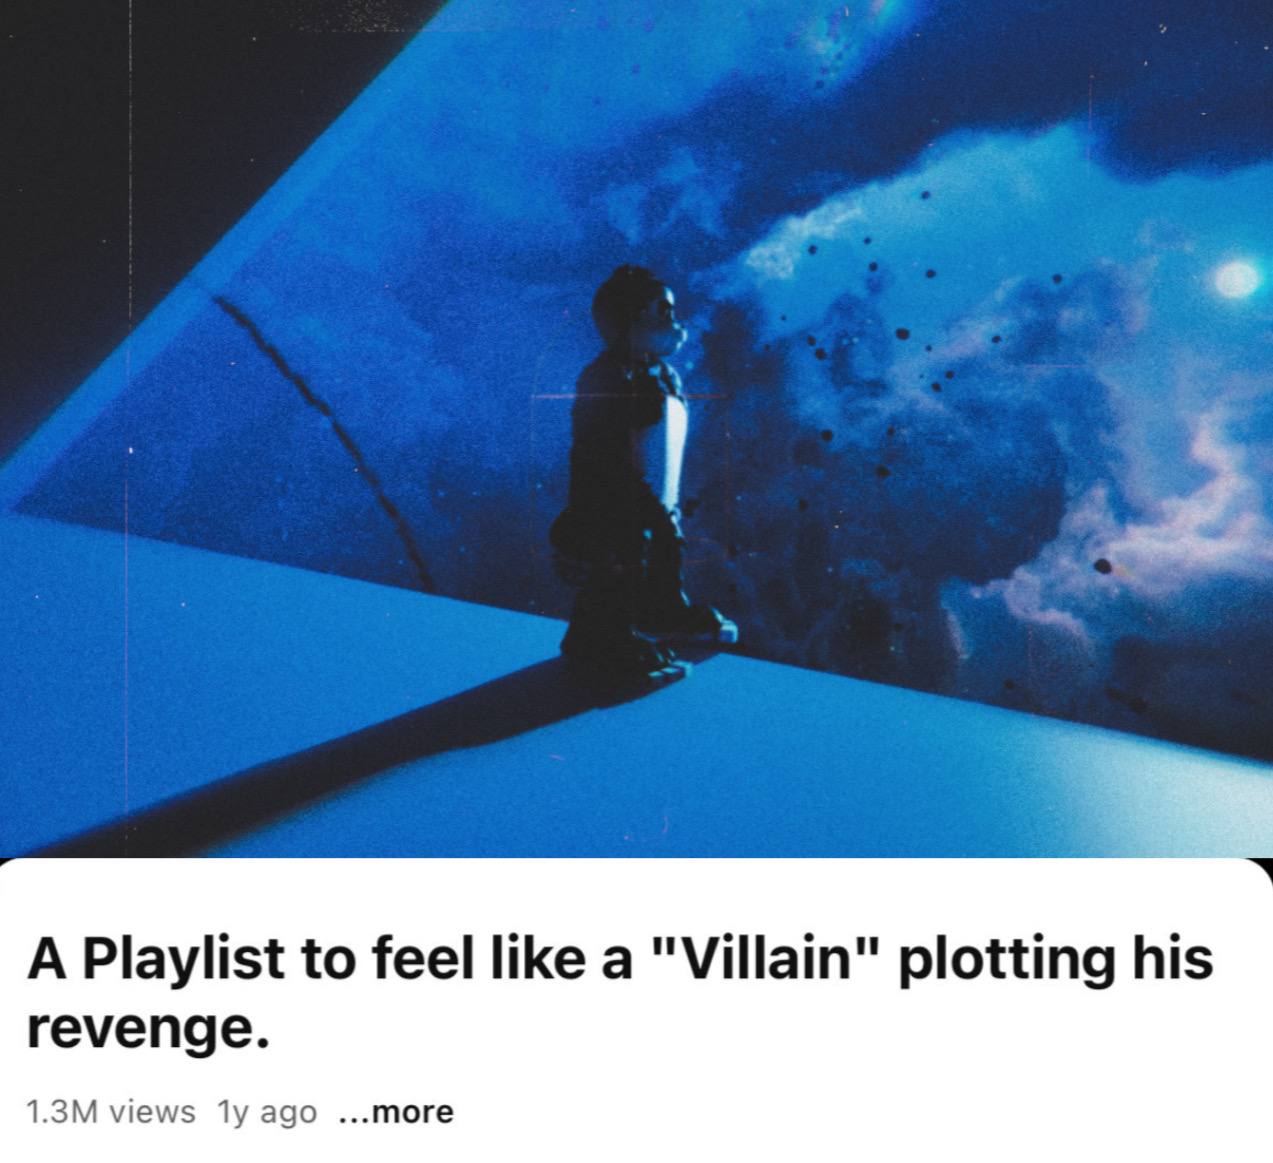 A Playlist to feel like a "Villain" plotting his
revenge.
1.3M views 1y ago ...more